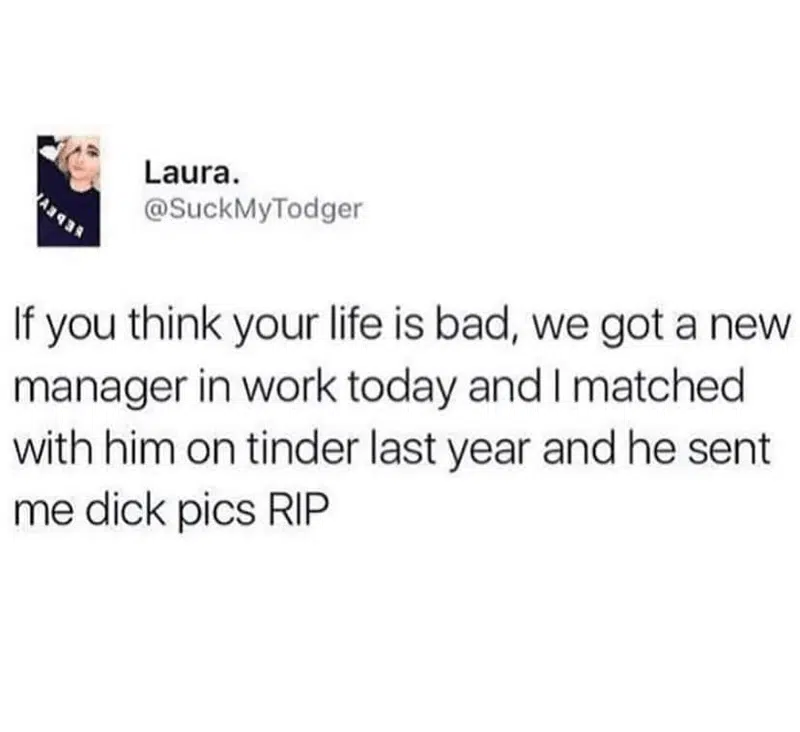 Laura.
@SuckMyTodger
If you think your life is bad, we got a new
manager in work today and I matched
with him on tinder last year and he sent
me dick pics RIP